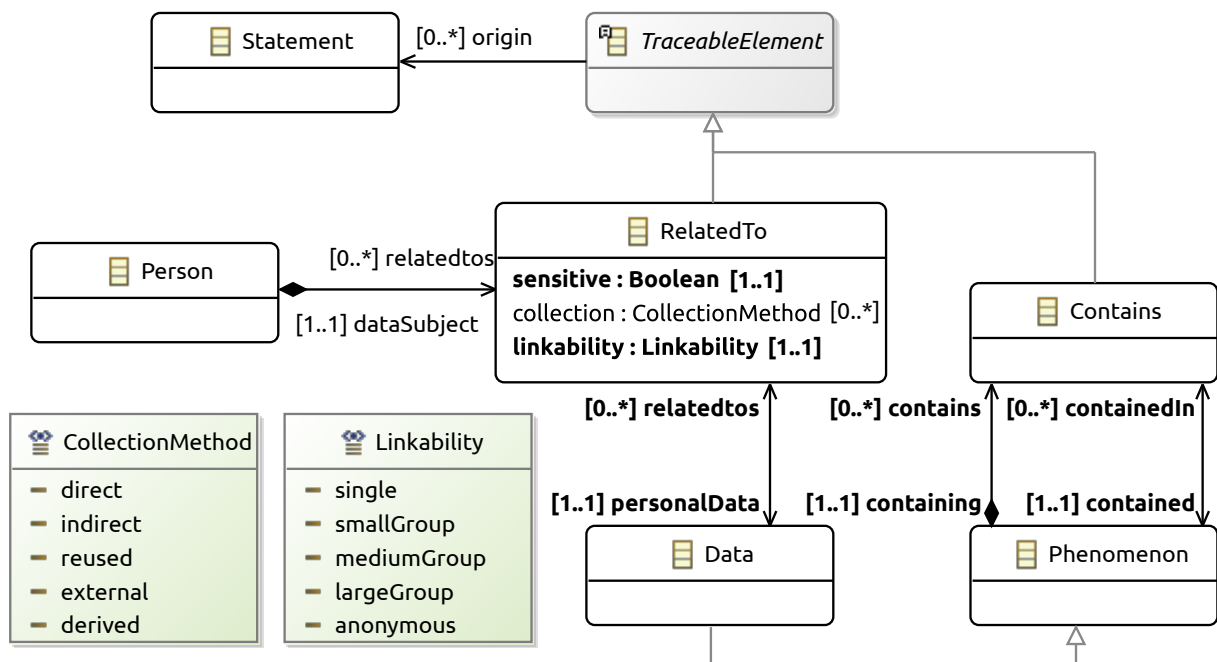 Statement
[0..*] origin
TraceableElement
RelatedTo
sensitive : Boolean [1..1]
collection : CollectionMethod [0..*]
linkability : Linkability [1..1]
Person
[0..*] relatedtos
[1..1] dataSubject
Contains
[0..*] relatedtos
[0..*] contains
[0..*] containedIn
[1..1] personalData
[1..1] containing
[1..1] contained
CollectionMethod
direct
indirect
reused
external
derived
Linkability
single
smallGroup
mediumGroup
largeGroup
anonymous
Data
Phenomenon